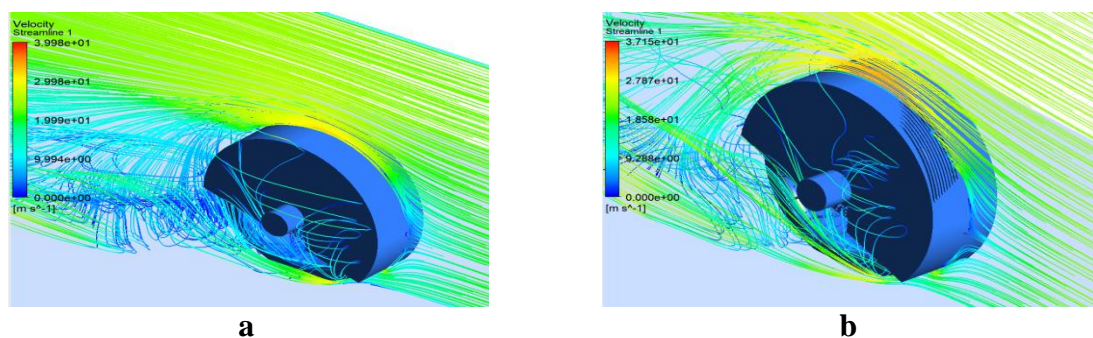 Velocity
Streamline 1
3.998e+01
2.998e+01
1.999e+01
9.994e+00
0.000e+00
[m s^-1]
a
Velocity
Streamline 1
3.715e+01
2.787e+01
1.858e+01
9.288e+00
0.000e+00
[m s^-1]
b